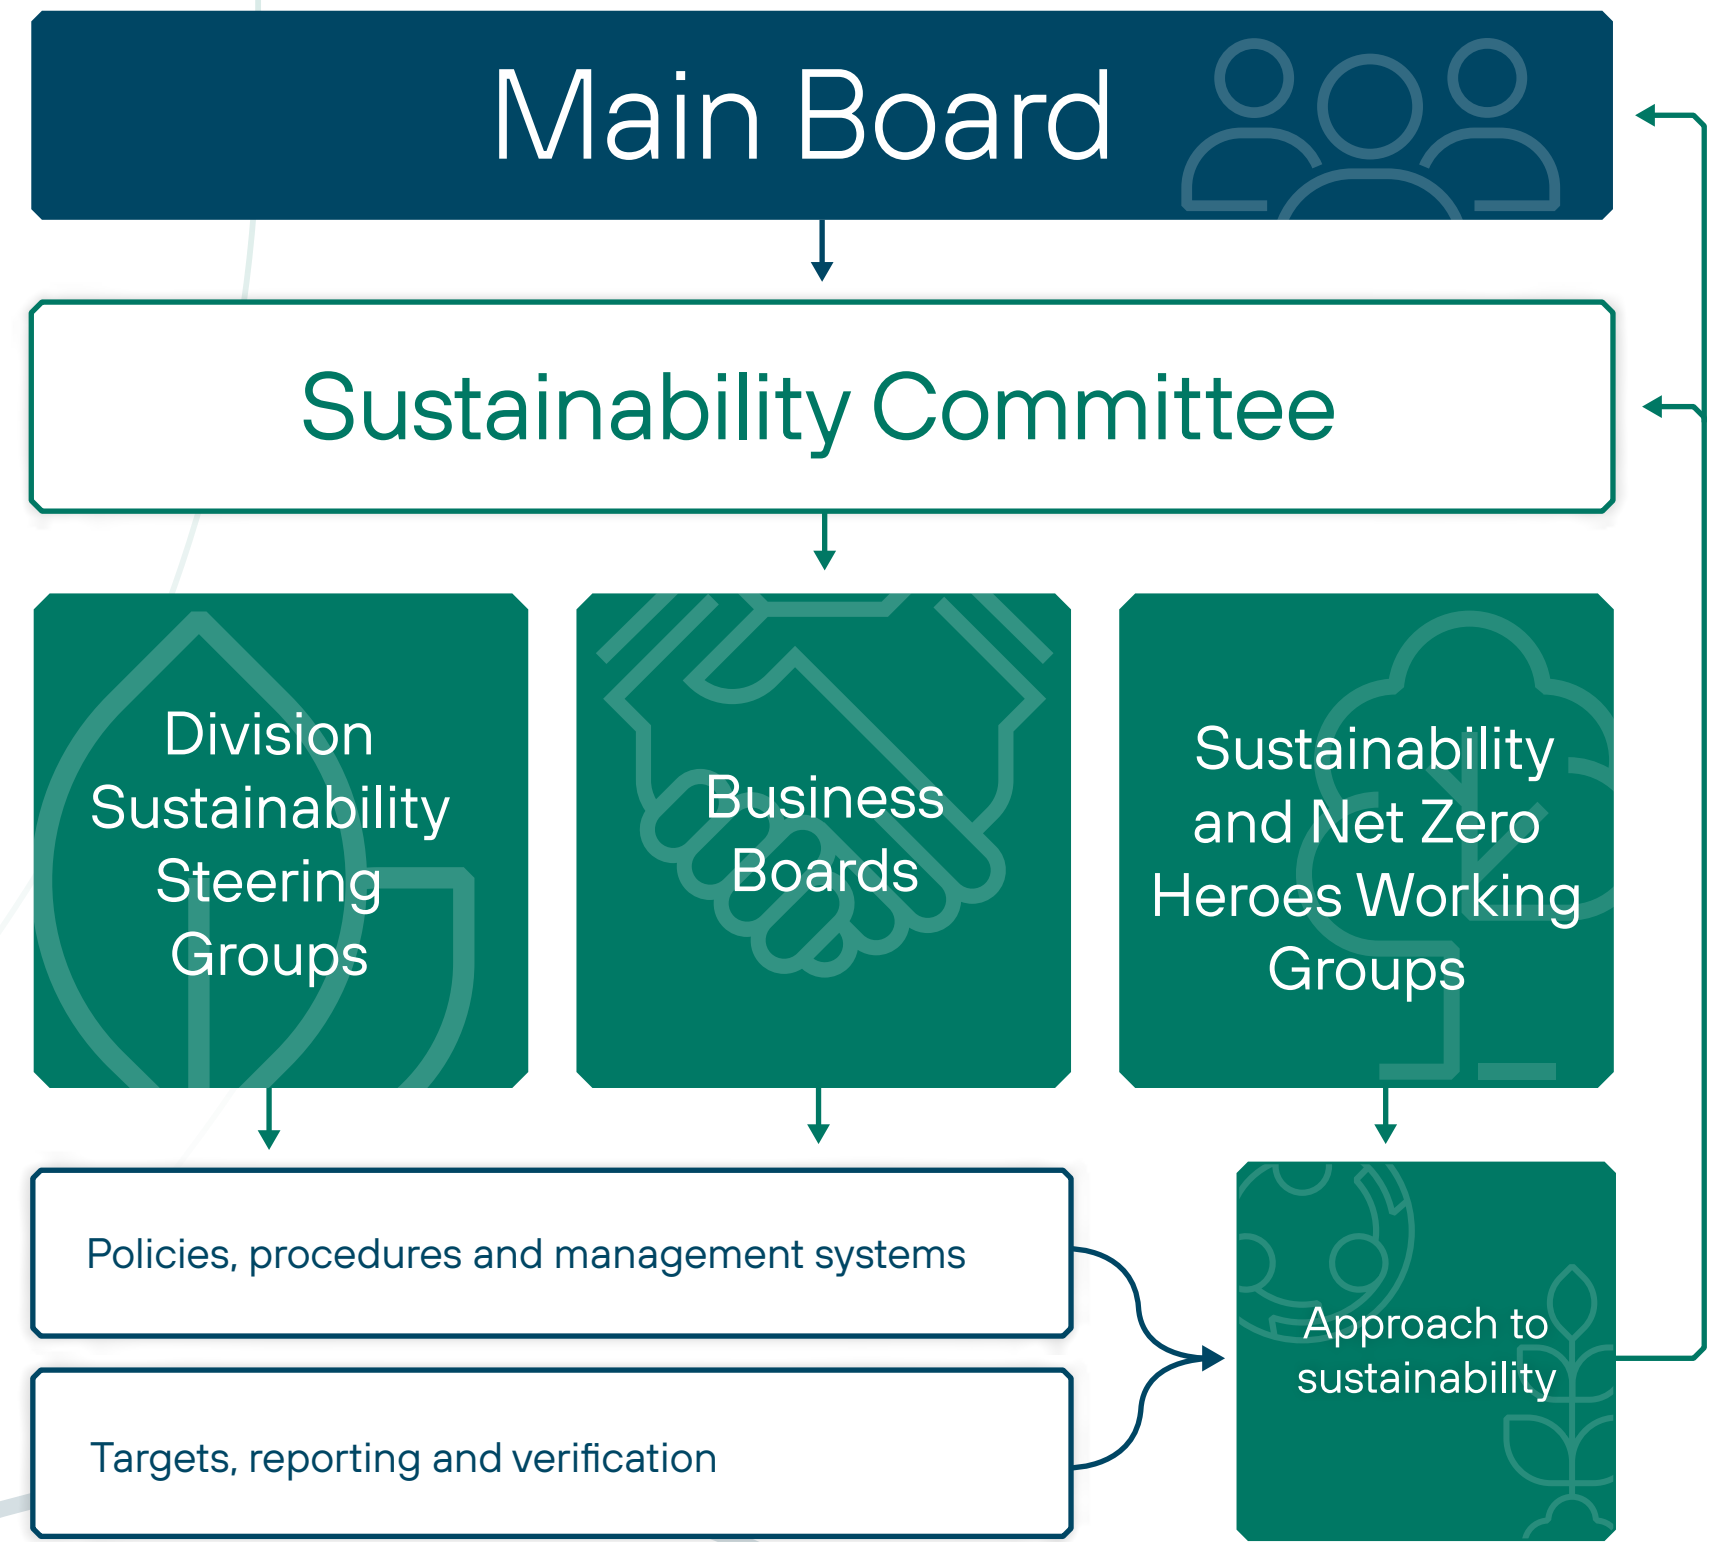 Main Board
Sustainability Committee
Division
Sustainability
Steering
Groups
Business
Boards
Sustainability
and Net Zero
Heroes Working
Groups
Policies, procedures and management systems
Targets, reporting and verification
Approach to
sustainability